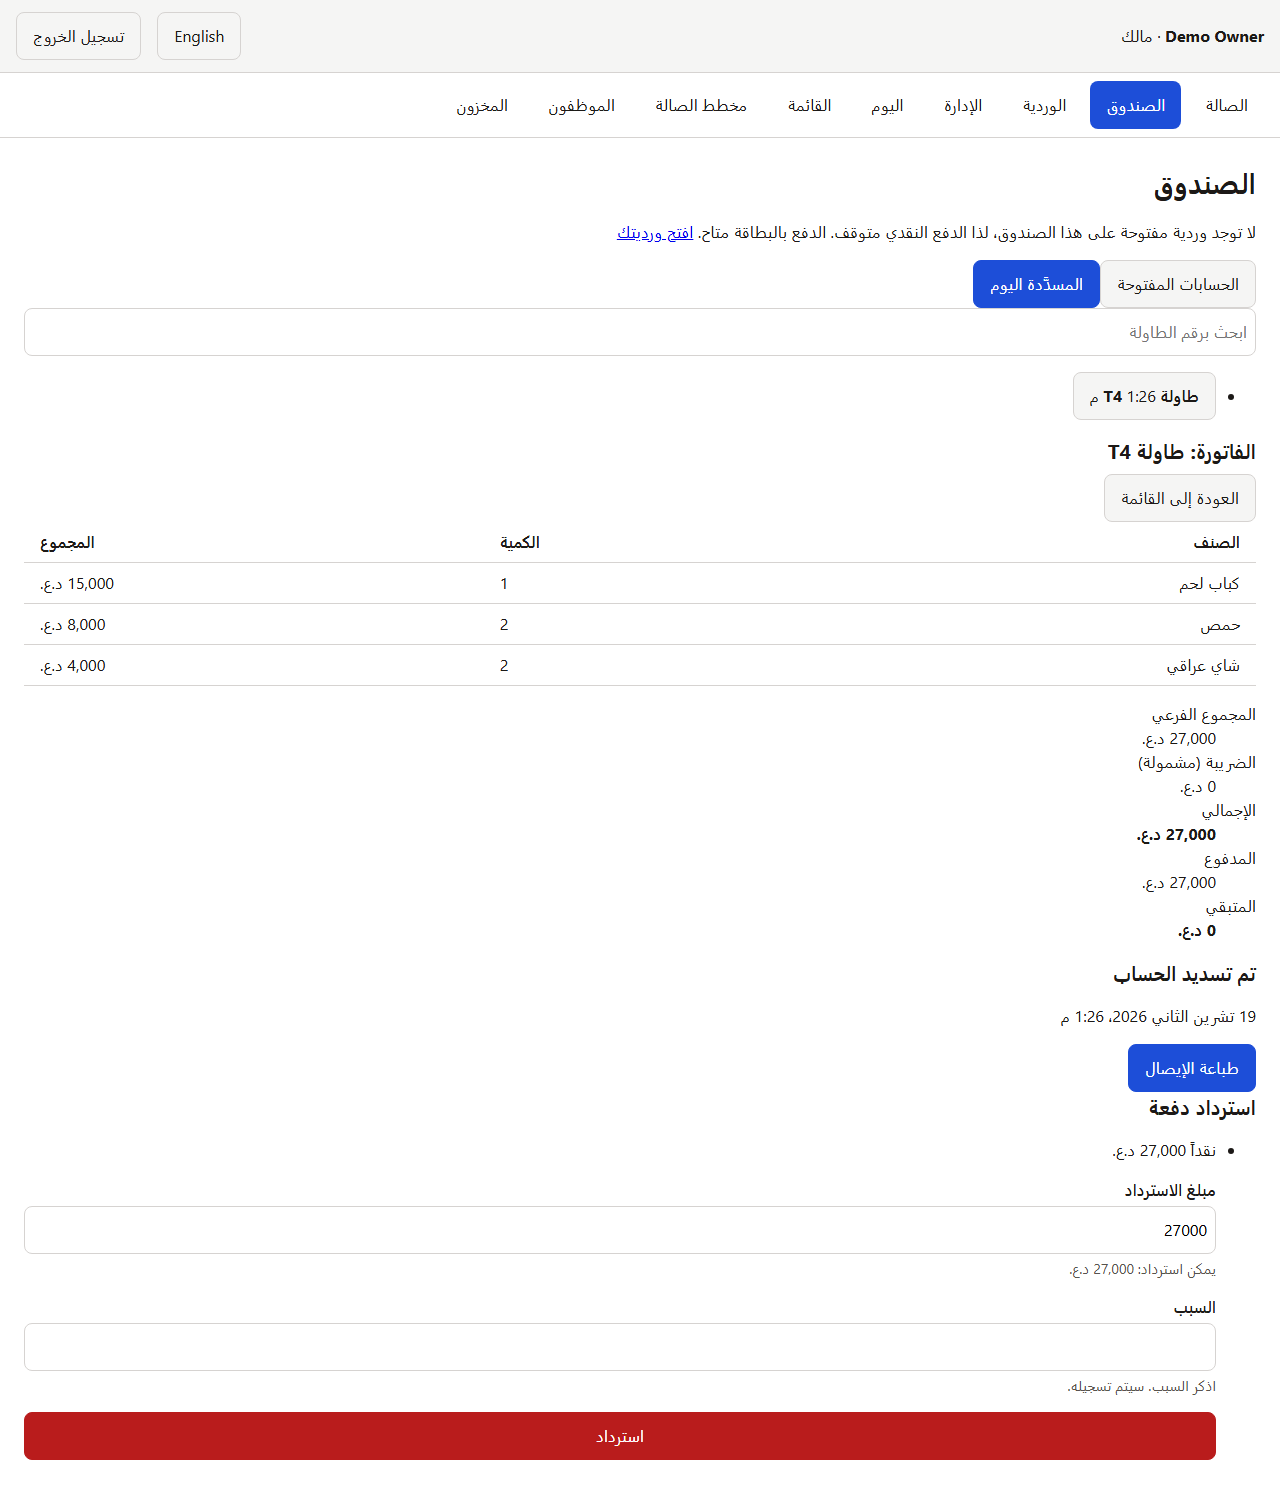 Demo Owner · مالك
English
تسجيل الخروج
الصالة
الصندوق
الوردية
الإدارة
اليوم
القائمة
مخطط الصالة
الموظفون
المخزون
الصندوق
لا توجد وردية مفتوحة على هذا الصندوق، لذا الدفع النقدي متوقف. الدفع بالبطاقة متاح. افتح ورديتك
الحسابات المفتوحة
المسدَّدة اليوم
ابحث برقم الطاولة
طاولة T4 1:26 م
الفاتورة: طاولة T4
العودة إلى القائمة
الصنف الكمية المجموع
كباب لحم 1 15,000 د.ع.
حمص 2 8,000 د.ع.
شاي عراقي 2 4,000 د.ع.
المجموع الفرعي
27,000 د.ع.
الضريبة (مشمولة)
0 د.ع.
الإجمالي
27,000 د.ع.
المدفوع
27,000 د.ع.
المتبقي
0 د.ع.
تم تسديد الحساب
19 تشرين الثاني 2026، 1:26 م
طباعة الإيصال
استرداد دفعة
نقداً 27,000 د.ع.
مبلغ الاسترداد
27000
يمكن استرداد: 27,000 د.ع.
السبب
اذكر السبب. سيتم تسجيله.
استرداد